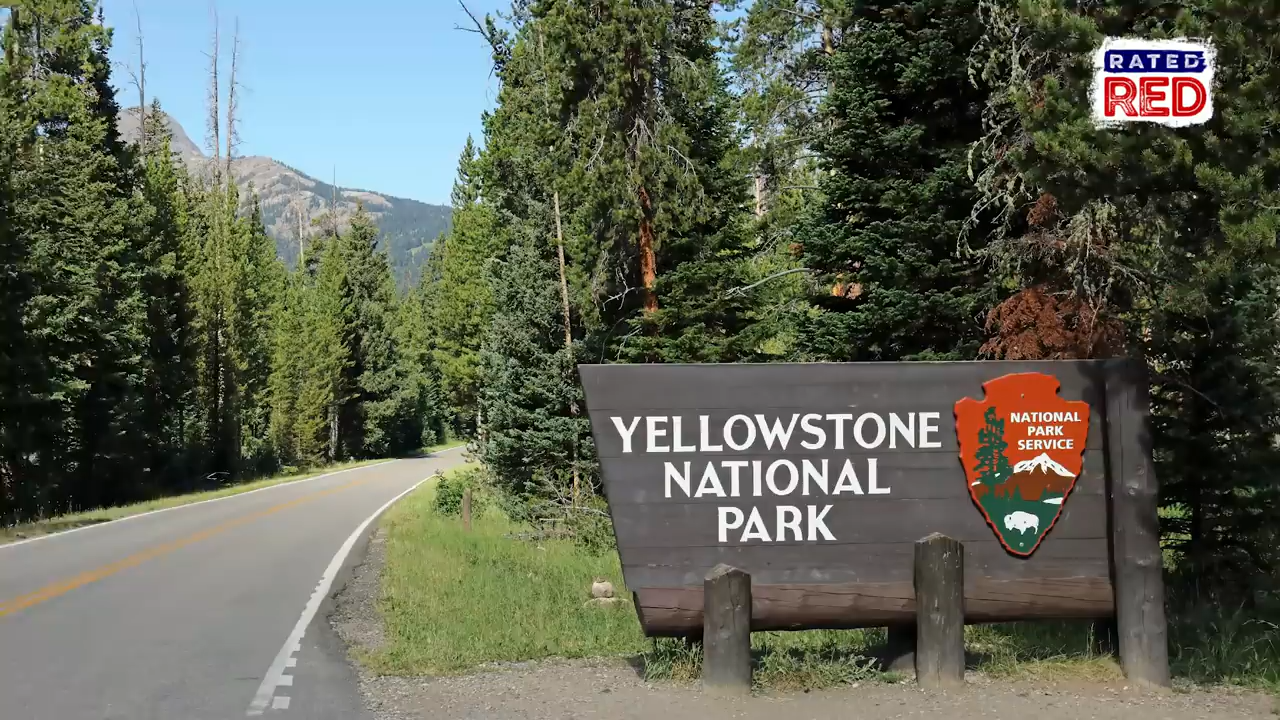 RATED
RED
YELLOWSTONE
NATIONAL
PARK
NATIONAL
PARK
SERVICE